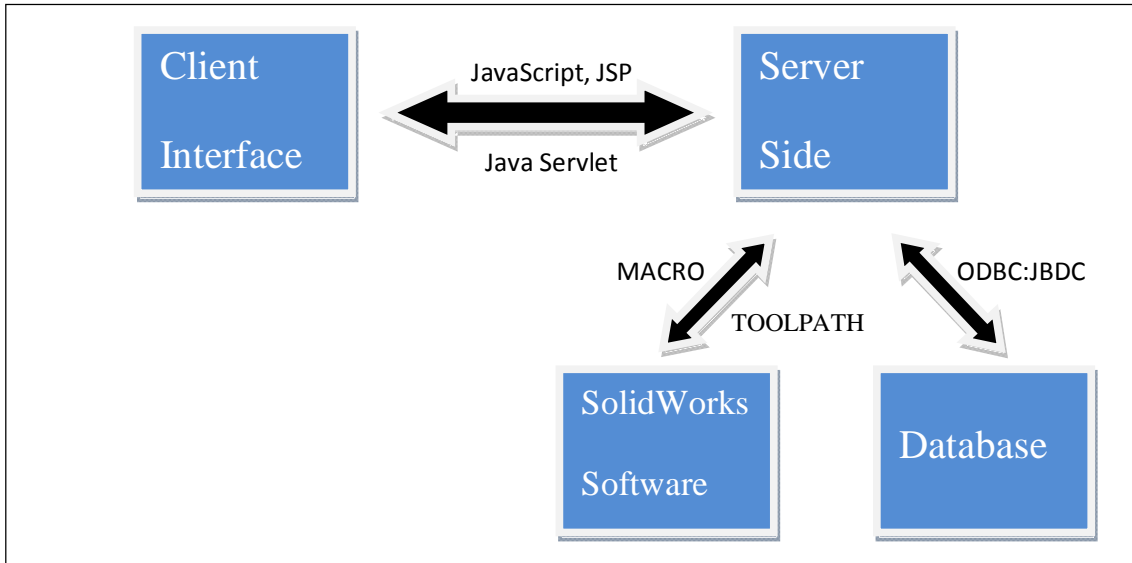 Client
Interface
JavaScript, JSP
Java Servlet
Server
Side
MACRO
TOOLPATH
ODBC:JBDC
SolidWorks
Software
Database